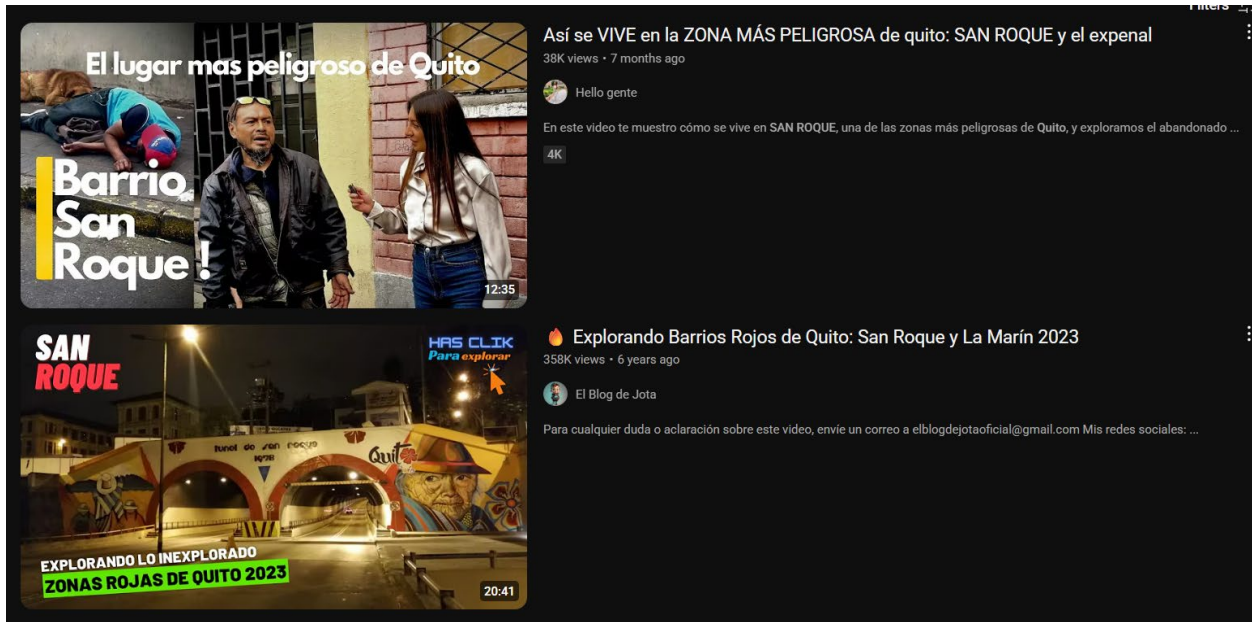 Filters
El lugar mas peligroso de Quito
Barrio
San
Roque !
12:35
Así se VIVE en la ZONA MÁS PELIGROSA de quito: SAN ROQUE y el expenal
38K views • 7 months ago
Hello gente
En este video te muestro cómo se vive en SAN ROQUE, una de las zonas más peligrosas de Quito, y exploramos el abandonado ...
4K
SAN
ROQUE
HAS CLIK
Para explorar
tunel de san roque
1978
Quito
EXPLORANDO LO INEXPLORADO
ZONAS ROJAS DE QUITO 2023
20:41
🔥 Explorando Barrios Rojos de Quito: San Roque y La Marín 2023
358K views • 6 years ago
El Blog de Jota
Para cualquier duda o aclaración sobre este video, envíe un correo a elblogdejotaoficial@gmail.com Mis redes sociales: ...